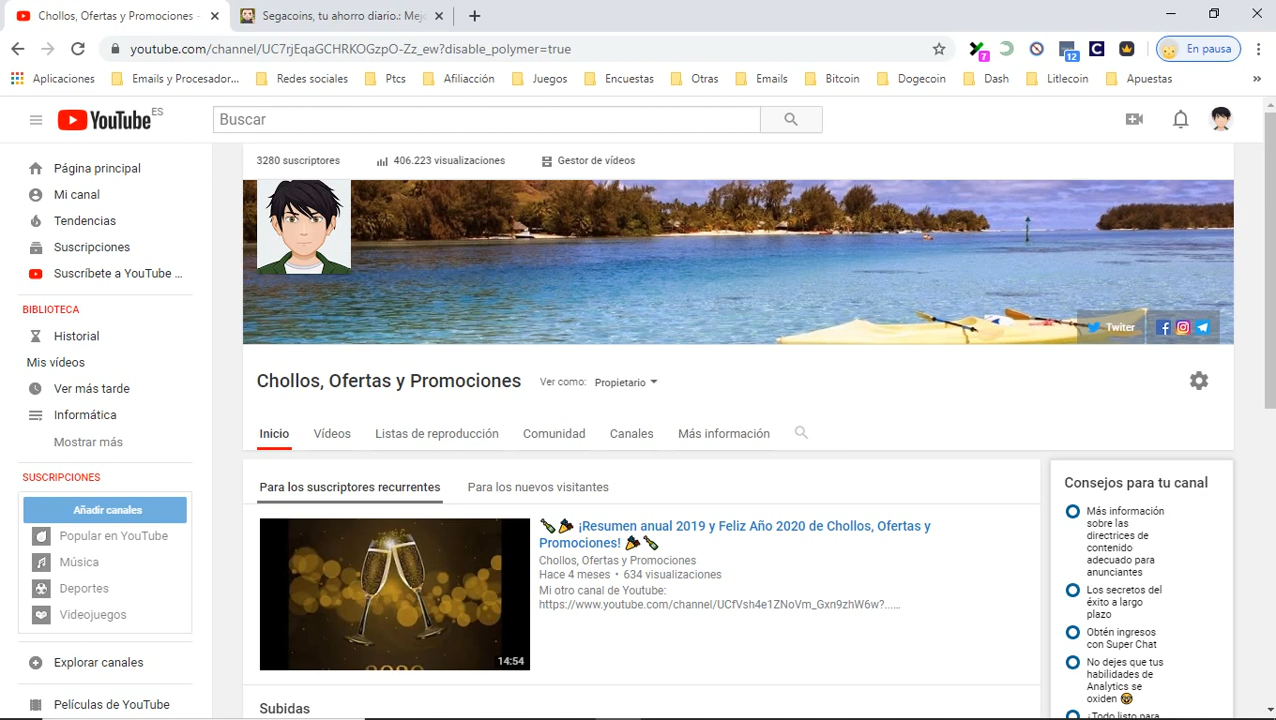 Chollos, Ofertas y Promociones -
Segacoins, tu ahorro diario.: Mejo
youtube.com/channel/UC7rjEqaGCHRKOGzpO-Zz_ew?disable_polymer=true
7
12
En pausa
Aplicaciones
Emails y Procesador...
Redes sociales
Ptcs
Afiliacción
Juegos
Encuestas
Otras
Emails
Bitcoin
Dogecoin
Dash
Litlecoin
Apuestas
»
YouTube ES
Buscar
Página principal
Mi canal
Tendencias
Suscripciones
Suscríbete a YouTube ...
BIBLIOTECA
Historial
Mis vídeos
Ver más tarde
Informática
Mostrar más
SUSCRIPCIONES
Añadir canales
Popular en YouTube
Música
Deportes
Videojuegos
Explorar canales
Películas de YouTube
3280 suscriptores
406.223 visualizaciones
Gestor de vídeos
Twiter
Chollos, Ofertas y Promociones
Ver como: Propietario
Inicio
Vídeos
Listas de reproducción
Comunidad
Canales
Más información
Para los suscriptores recurrentes
Para los nuevos visitantes
2020
14:54
🍾🎉 ¡Resumen anual 2019 y Feliz Año 2020 de Chollos, Ofertas y
Promociones! 🎉🍾
Chollos, Ofertas y Promociones
Hace 4 meses • 634 visualizaciones
Mi otro canal de Youtube:
https://www.youtube.com/channel/UCfVsh4e1ZNoVm_Gxn9zhW6w?......
Subidas
Consejos para tu canal
Más información
sobre las
directrices de
contenido
adecuado para
anunciantes
Los secretos del
éxito a largo
plazo
Obtén ingresos
con Super Chat
No dejes que tus
habilidades de
Analytics se
oxiden
¿Todo listo para